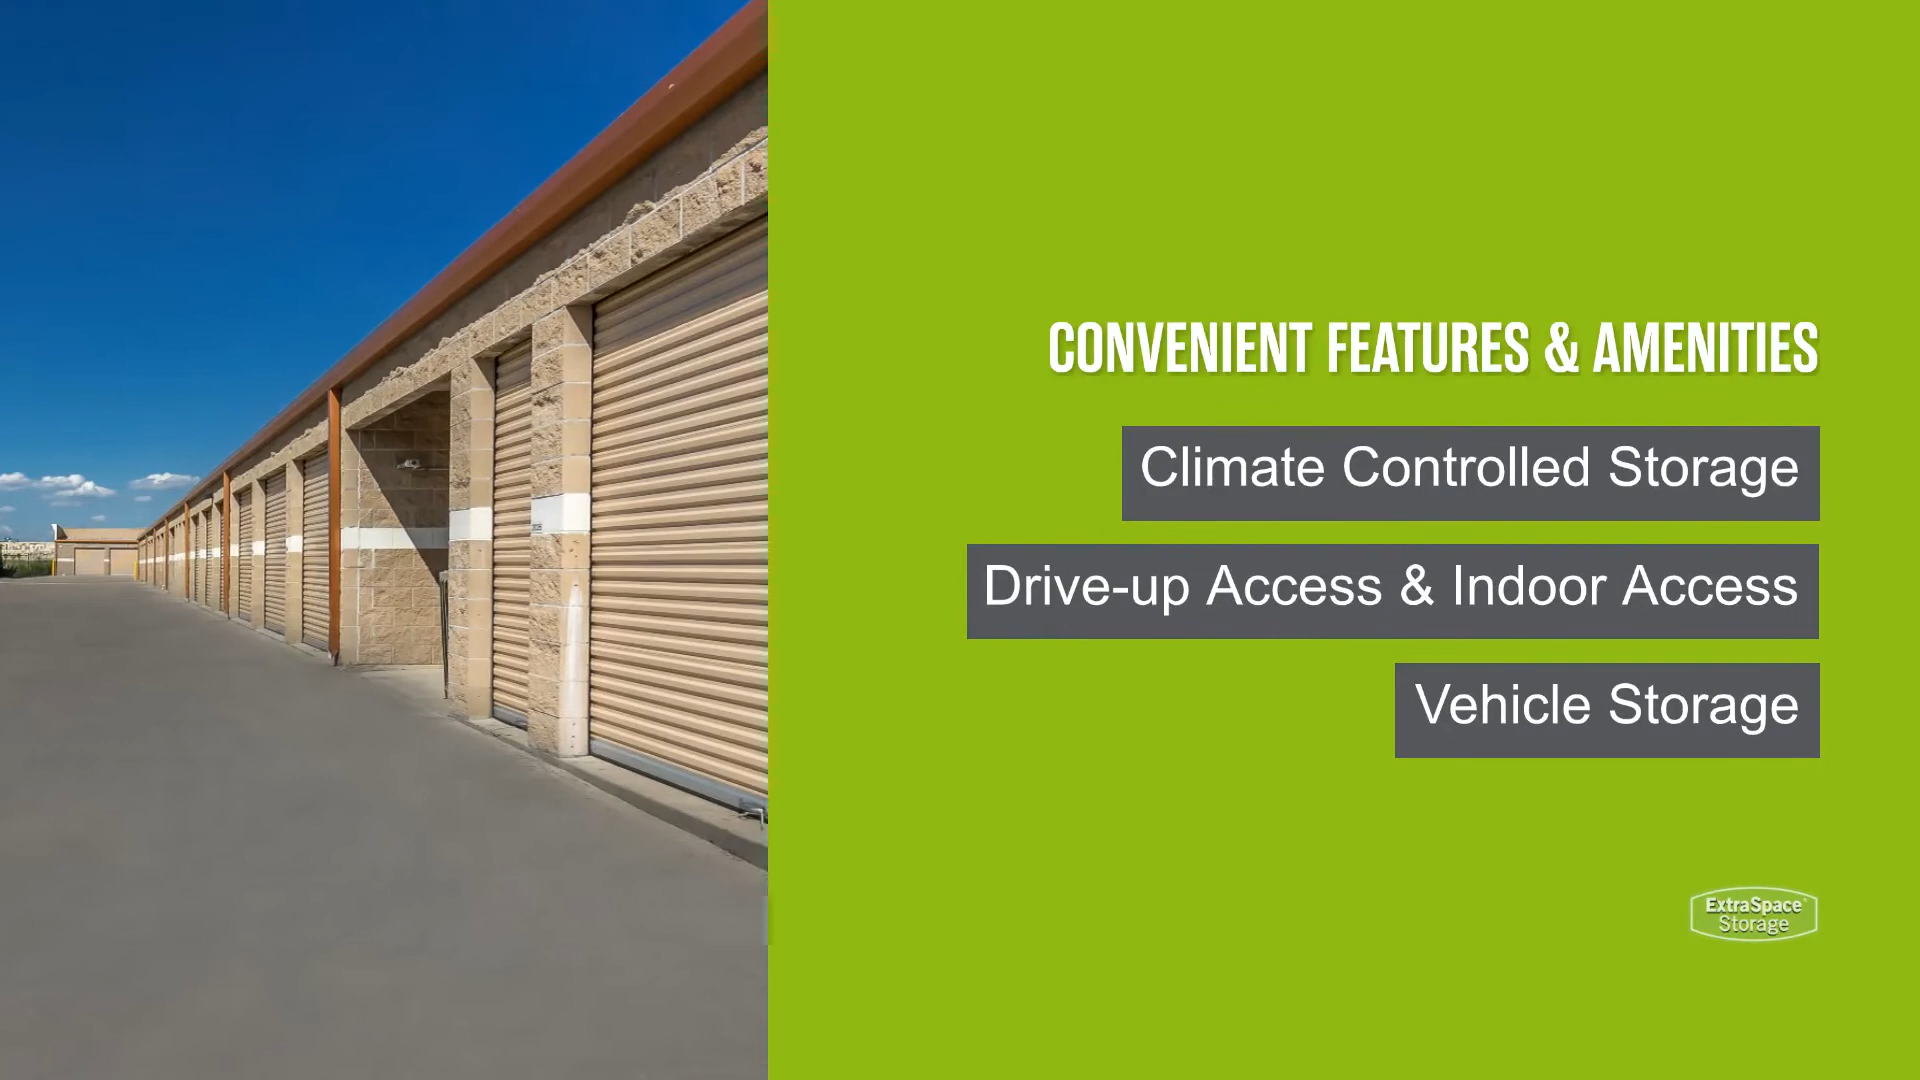 CONVENIENT FEATURES & AMENITIES
Climate Controlled Storage
Drive-up Access & Indoor Access
Vehicle Storage
ExtraSpace®
Storage